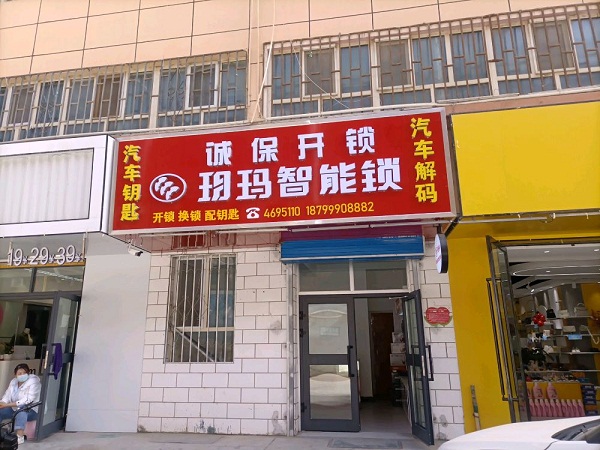 诚保开锁
汽车钥匙
玥玛智能锁
汽车解码
开锁 换锁 配钥匙 ☎ 4695110 18799908882
19.29.39.